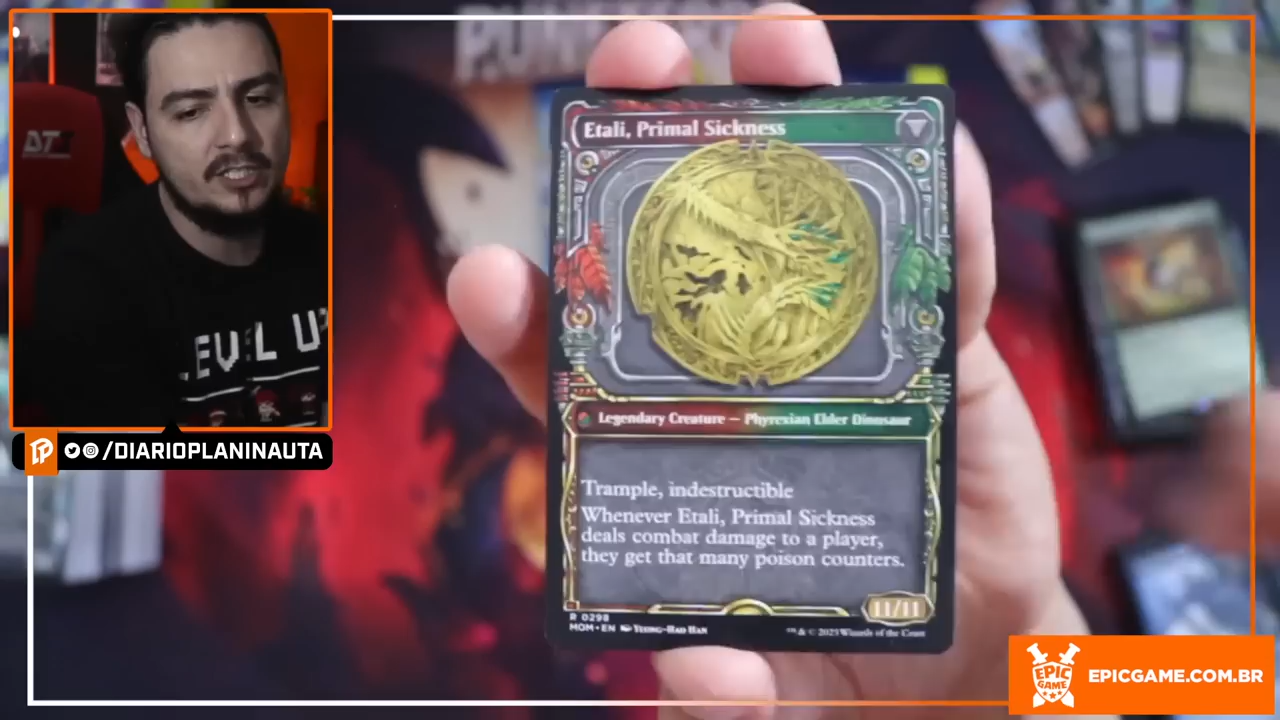 DT
LEVEL UP
/DIARIOPLANINAUTA
Etali, Primal Sickness
Legendary Creature — Phyrexian Elder Dinosaur
Trample, indestructible
Whenever Etali, Primal Sickness
deals combat damage to a player,
they get that many poison counters.
11/11
R 0298
MOM • EN Yeong-Hao Han
™ & © 2023 Wizards of the Coast
EPIC
GAME
EPICGAME.COM.BR